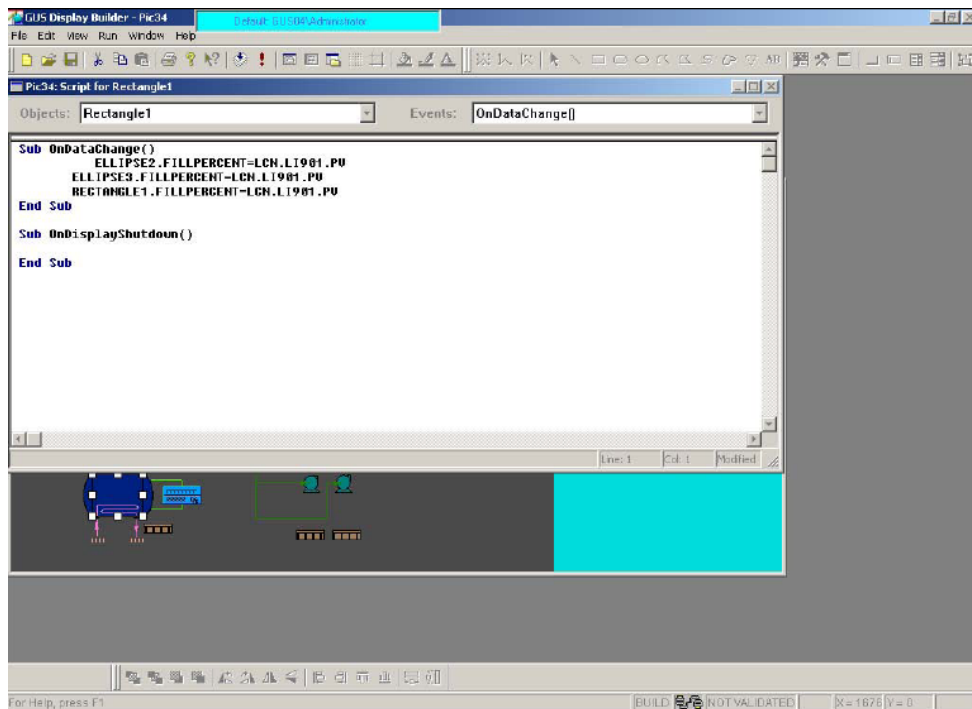 GUS Display Builder - Pic34
Default: GUS04\Administrator
File Edit View Run Window Help
AB
Pic34: Script for Rectangle1
Objects: Rectangle1 Events: OnDataChange()
Sub OnDataChange()
ELLIPSE2.FILLPERCENT=LCN.LI901.PV
ELLIPSE3.FILLPERCENT=LCN.LI901.PV
RECTANGLE1.FILLPERCENT=LCN.LI901.PV
End Sub
Sub OnDisplayShutdown()
End Sub
Line: 1 Col: 1 Modified
For Help, press F1 BUILD NOT VALIDATED X = 1676 Y = 0